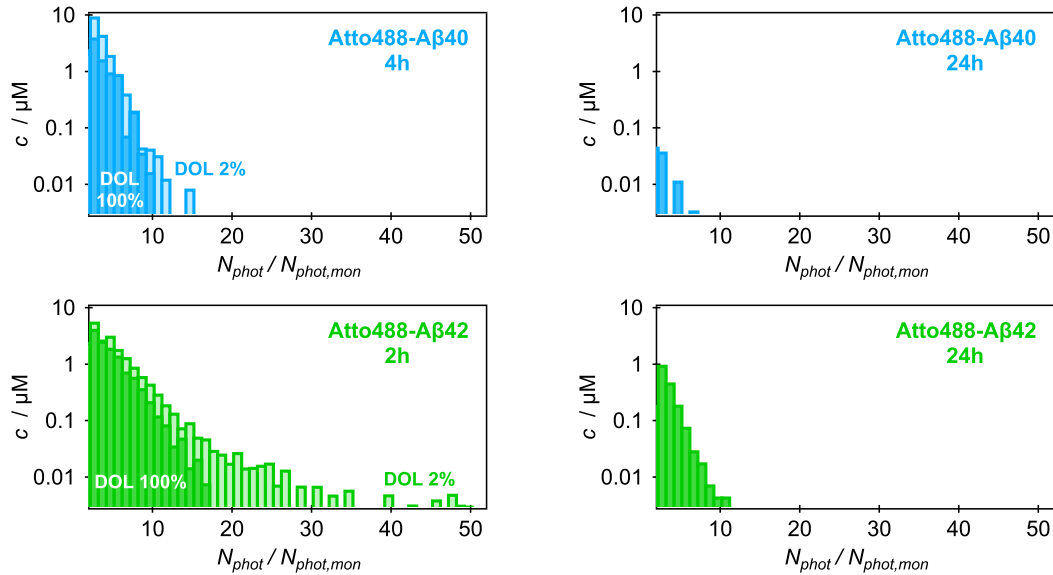 10
1
0.1
0.01
c / µM
Atto488-Aβ40
4h
DOL 2%
DOL
100%
10 20 30 40 50
N_phot / N_phot,mon
10
1
0.1
0.01
c / µM
Atto488-Aβ40
24h
10 20 30 40 50
N_phot / N_phot,mon
10
1
0.1
0.01
c / µM
Atto488-Aβ42
2h
DOL 100%
DOL 2%
10 20 30 40 50
N_phot / N_phot,mon
10
1
0.1
0.01
c / µM
Atto488-Aβ42
24h
10 20 30 40 50
N_phot / N_phot,mon